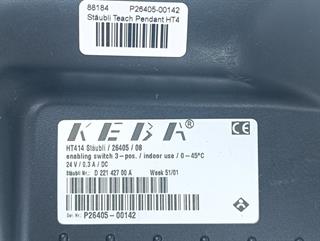 88184 P26405-00142
Stäubli Teach Pendant HT4
KEBA®
CE
HT414 Stäubli / 26405 / 08
enabling switch 3-pos. / indoor use / 0-45°C
24 V / 0,3 A / DC
Stäubli Nr.: D 221 427 00 A Week 51/01
Ser.Nr.: P26405-00142